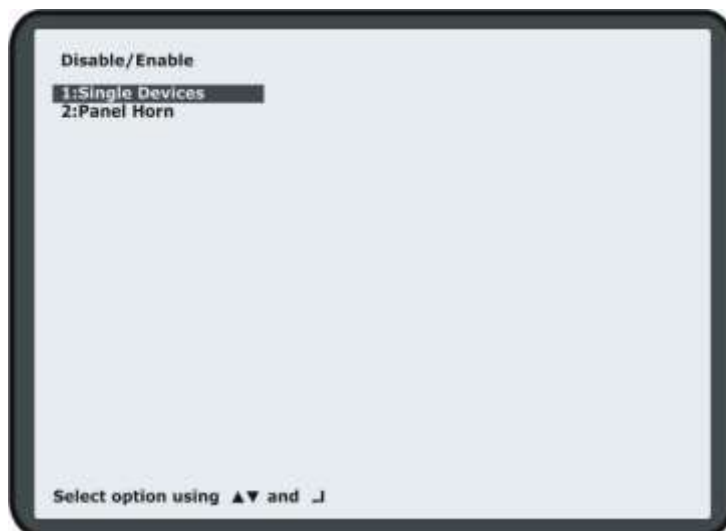 Disable/Enable
1:Single Devices
2:Panel Horn
Select option using ▲▼ and ↵